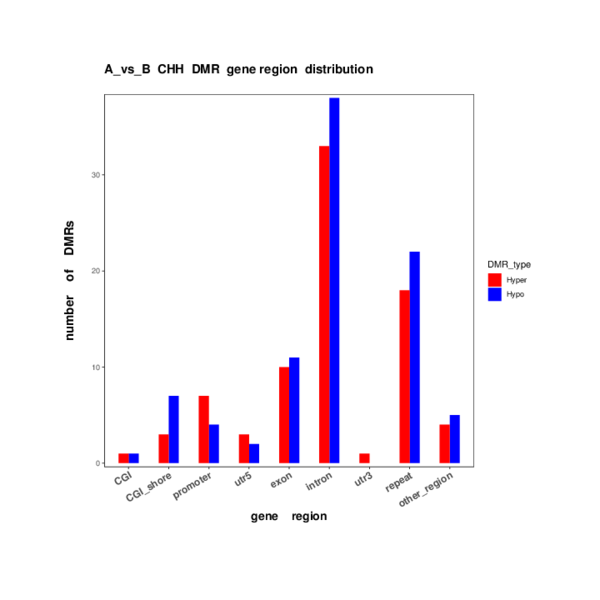 A_vs_B CHH DMR gene region distribution
number of DMRs
30
20
10
0
CGI
CGI_shore
promoter
utr5
exon
intron
utr3
repeat
other_region
gene region
DMR_type
Hyper
Hypo